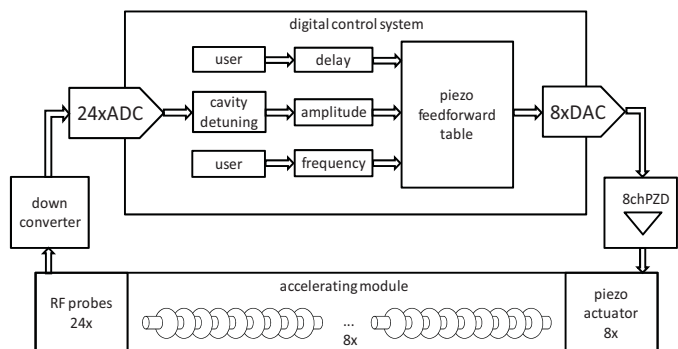 digital control system
user
delay
24xADC
cavity
detuning
amplitude
piezo
feedforward
table
8xDAC
user
frequency
down
converter
8chPZD
RF probes
24x
accelerating module
...
8x
piezo
actuator
8x